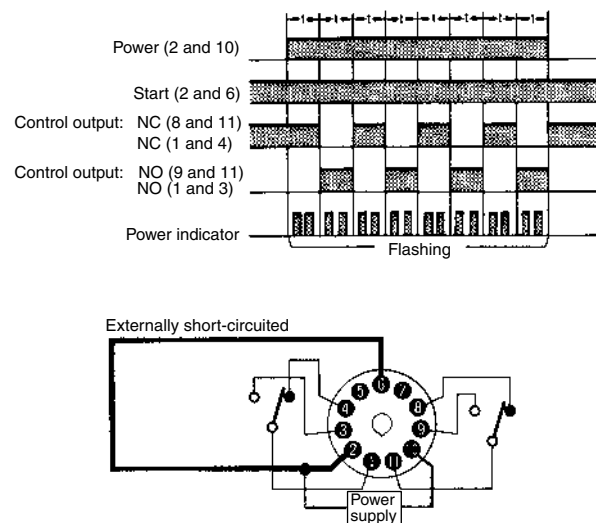 t t t t t t t t
Power (2 and 10)
Start (2 and 6)
Control output: NC (8 and 11)
NC (1 and 4)
Control output: NO (9 and 11)
NO (1 and 3)
Power indicator
Flashing
Externally short-circuited
5 6 7
4 8
3 9
2 10
1 11
Power
supply